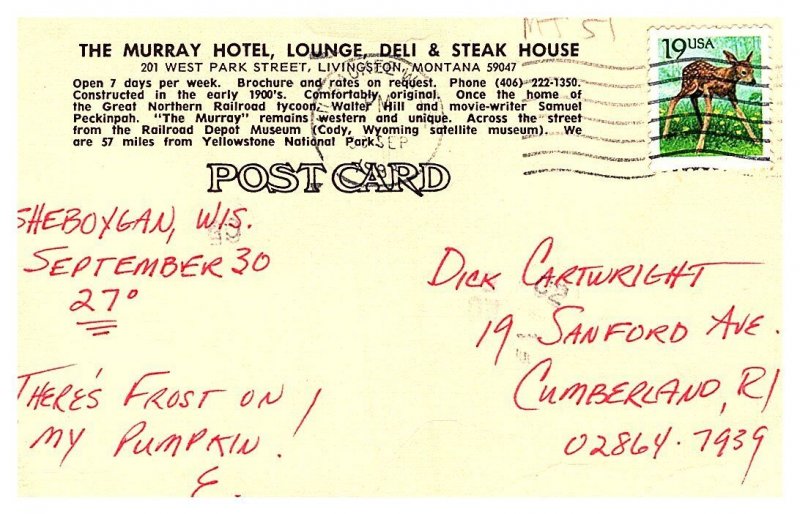 MT 51
THE MURRAY HOTEL, LOUNGE, DELI & STEAK HOUSE
201 WEST PARK STREET, LIVINGSTON, MONTANA 59047
Open 7 days per week. Brochure and rates on request. Phone (406) 222-1350.
Constructed in the early 1900's. Comfortably original. Once the home of
the Great Northern Railroad tycoon, Walter Hill and movie-writer Samuel
Peckinpah. "The Murray" remains western and unique. Across the street
from the Railroad Depot Museum (Cody, Wyoming satellite museum). We
are 57 miles from Yellowstone National Park.
SEP
19USA
POST CARD
SHEBOYGAN, WIS.
SEPTEMBER 30
27°
THERE'S FROST ON
MY PUMPKIN!
DICK CARTWRIGHT
19 SANFORD AVE.
CUMBERLAND, RI
02864-7939